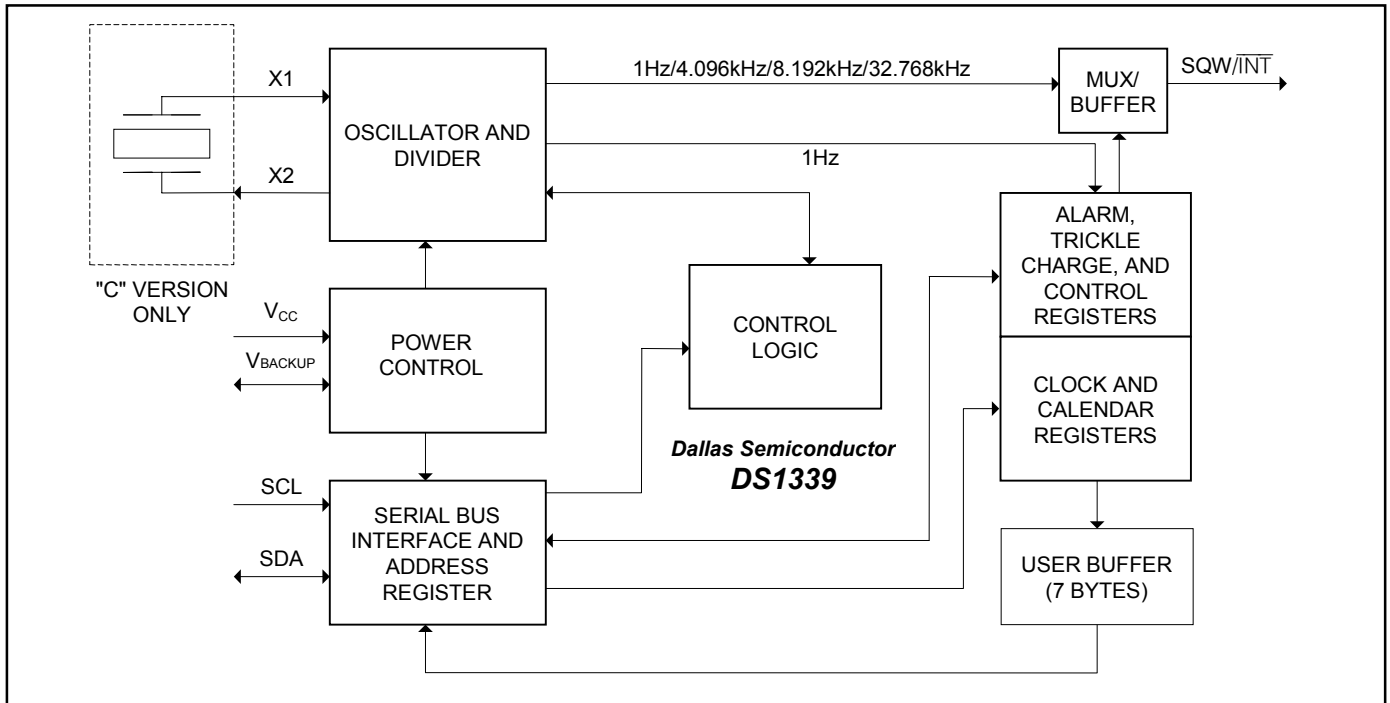 X1
X2
"C" VERSION
ONLY
OSCILLATOR AND
DIVIDER
1Hz/4.096kHz/8.192kHz/32.768kHz
1Hz
MUX/
BUFFER
SQW/INT
ALARM,
TRICKLE
CHARGE, AND
CONTROL
REGISTERS
CLOCK AND
CALENDAR
REGISTERS
VCC
VBACKUP
POWER
CONTROL
CONTROL
LOGIC
Dallas Semiconductor
DS1339
SCL
SDA
SERIAL BUS
INTERFACE AND
ADDRESS
REGISTER
USER BUFFER
(7 BYTES)